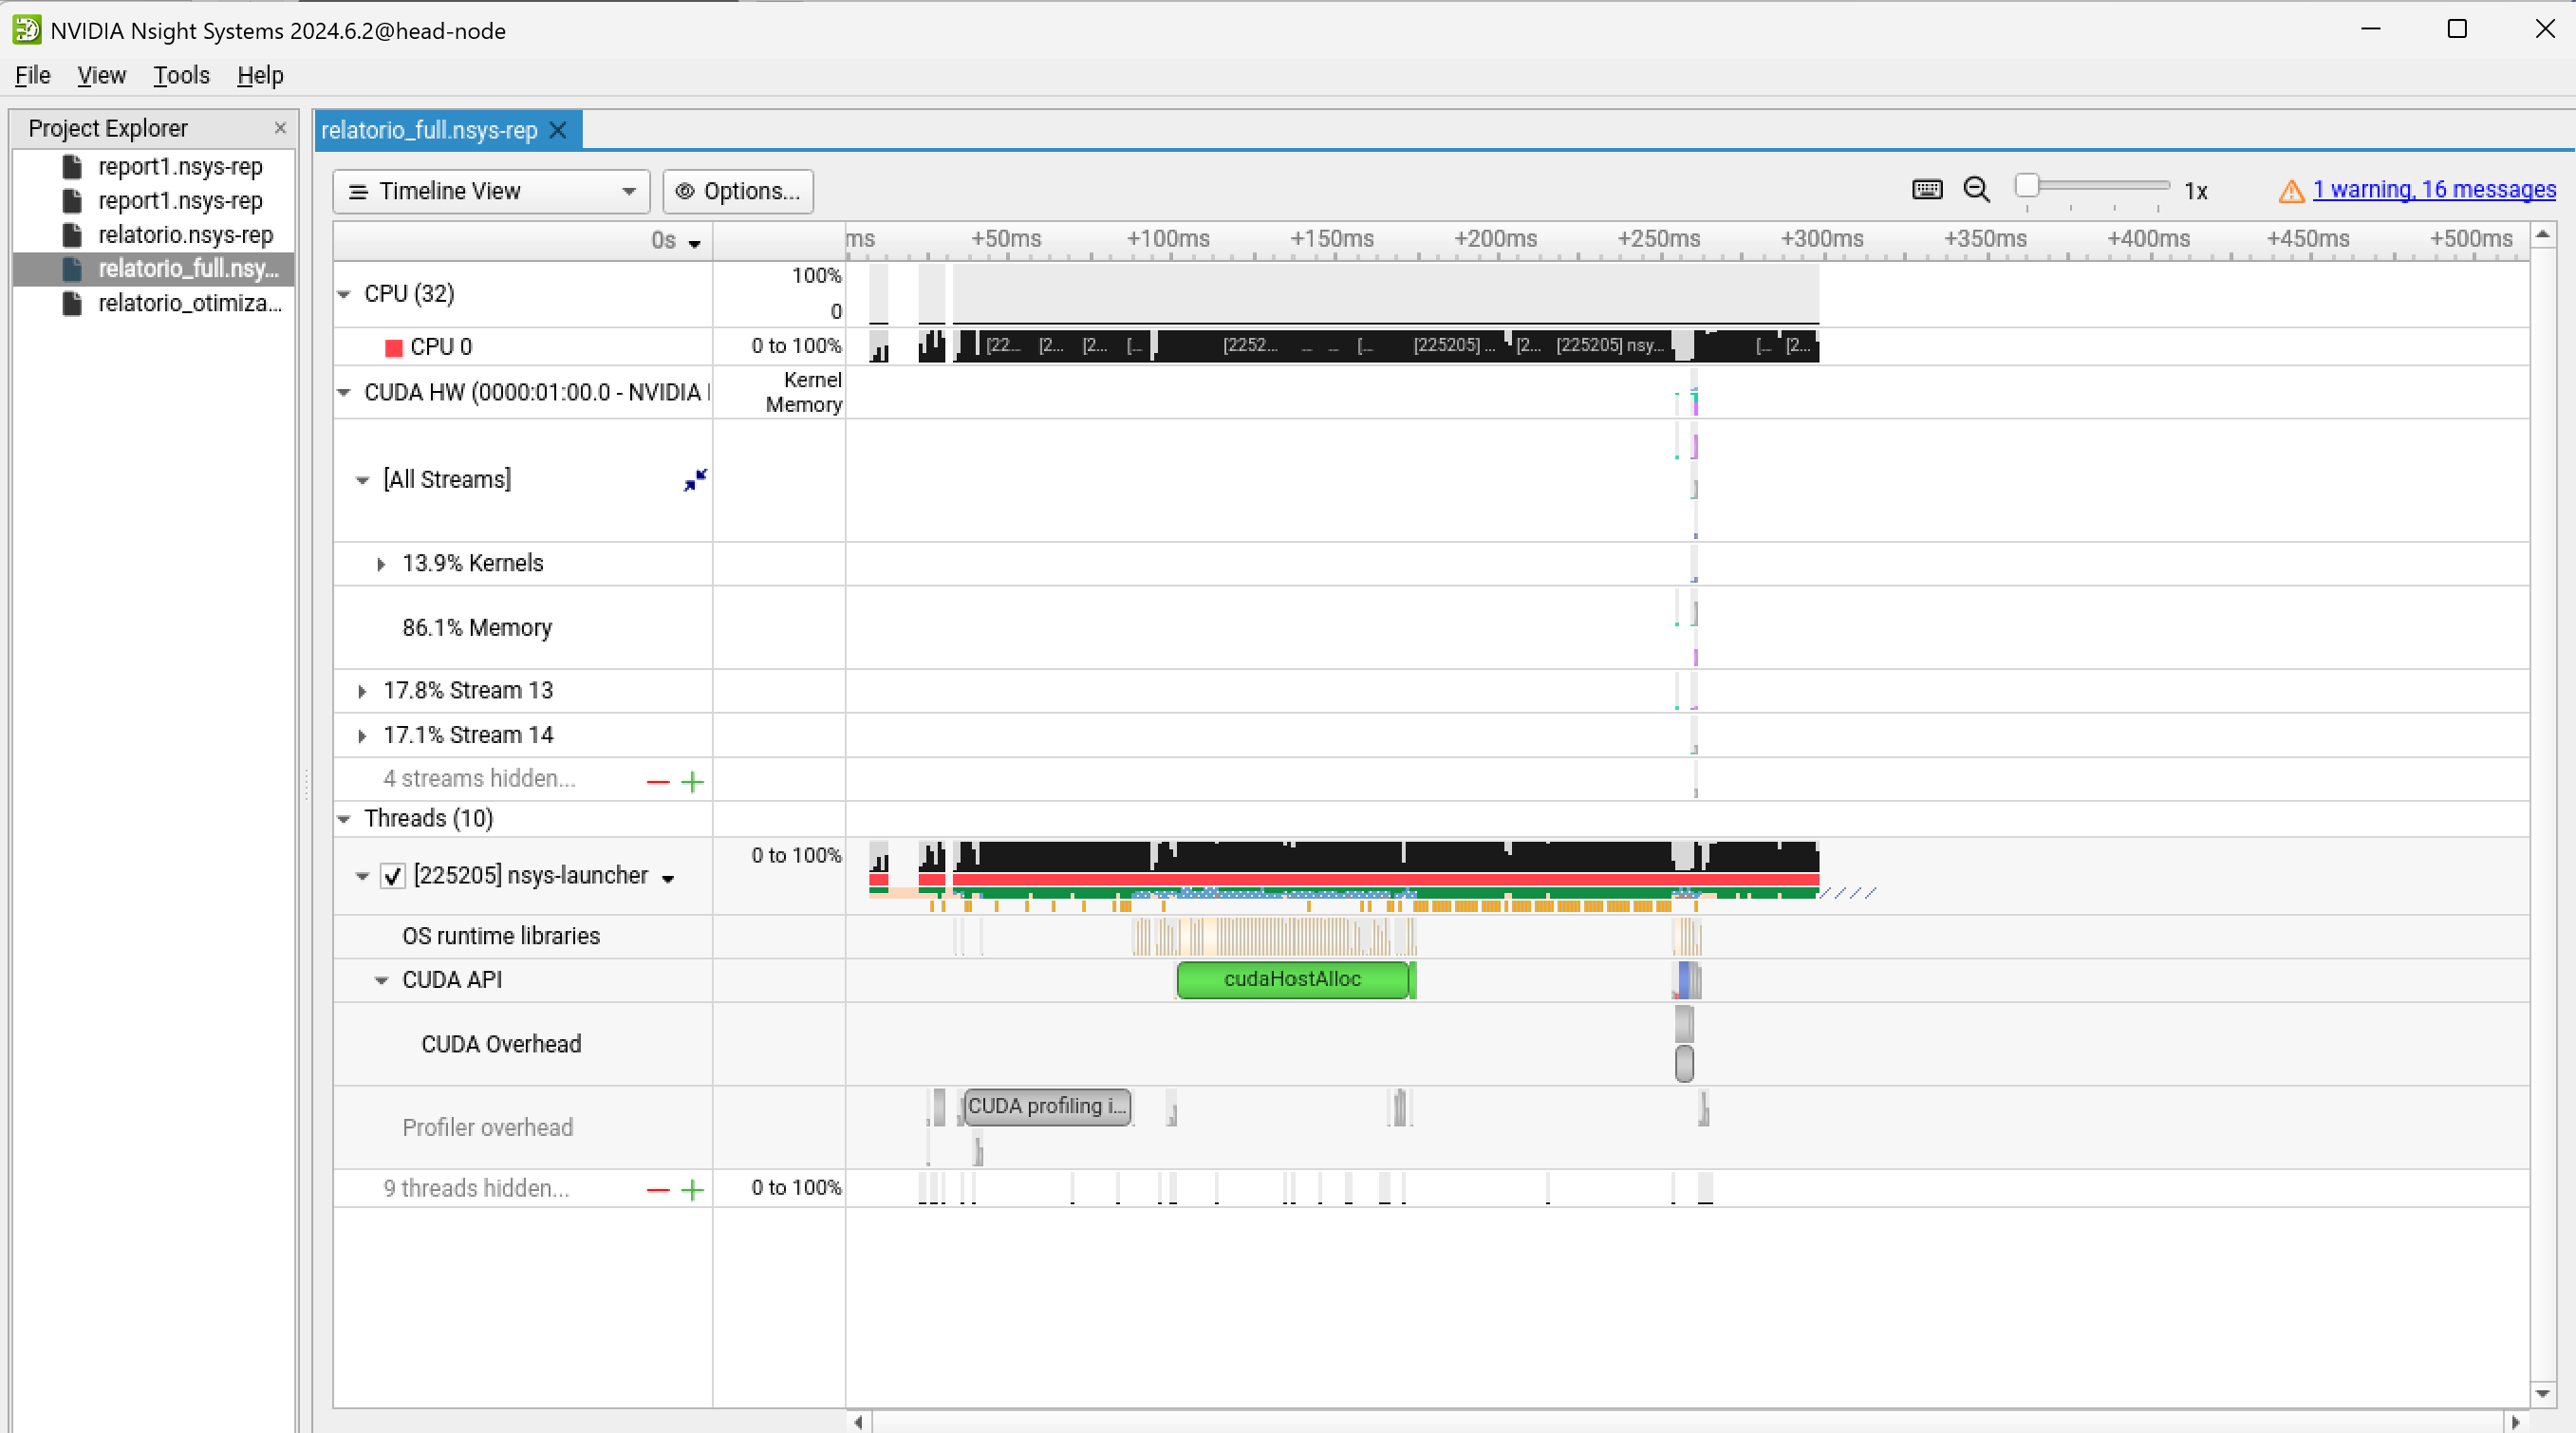 NVIDIA Nsight Systems 2024.6.2@head-node
File View Tools Help
Project Explorer ×
relatorio_full.nsys-rep
report1.nsys-rep
report1.nsys-rep
relatorio.nsys-rep
relatorio_full.nsy...
relatorio_otimiza...
Timeline View
Options...
1x
1 warning, 16 messages
0s
ms +50ms +100ms +150ms +200ms +250ms +300ms +350ms +400ms +450ms +500ms
CPU (32)
100%
0
CPU 0
0 to 100%
[22... [2... [2... [... [2252... ... ... [... [225205] ... [2... [225205] nsy... [... [2...
CUDA HW (0000:01:00.0 - NVIDIA
Kernel
Memory
[All Streams]
13.9% Kernels
86.1% Memory
17.8% Stream 13
17.1% Stream 14
4 streams hidden...
Threads (10)
[225205] nsys-launcher
0 to 100%
OS runtime libraries
CUDA API
cudaHostAlloc
CUDA Overhead
Profiler overhead
CUDA profiling i...
9 threads hidden...
0 to 100%